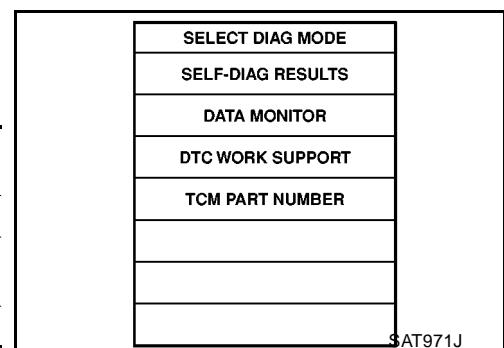 SELECT DIAG MODE
SELF-DIAG RESULTS
DATA MONITOR
DTC WORK SUPPORT
TCM PART NUMBER
SAT971J